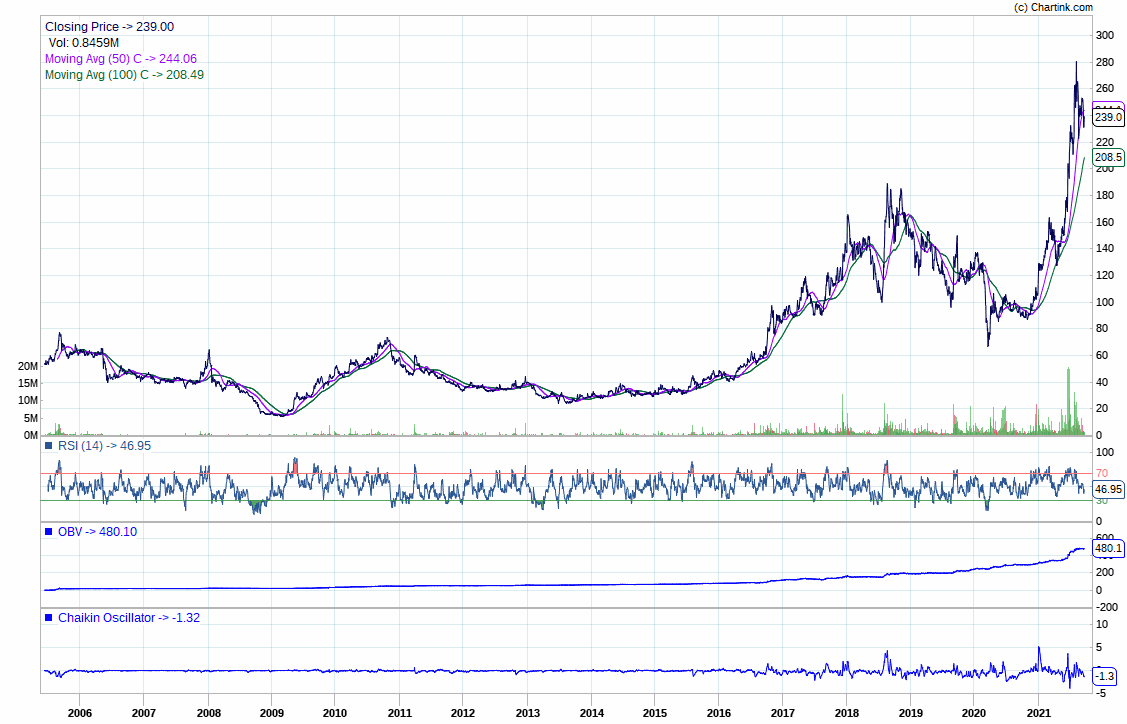 (c) Chartink.com
Closing Price -> 239.00
Vol: 0.8459M
Moving Avg (50) C -> 244.06
Moving Avg (100) C -> 208.49
300
280
260
239.0
220
208.5
200
180
160
140
120
100
80
60
40
20
0
20M
15M
10M
5M
0M
RSI (14) -> 46.95
100
70
46.95
0
OBV -> 480.10
600
480.1
200
0
-200
Chaikin Oscillator -> -1.32
10
5
-1.3
-5
2006 2007 2008 2009 2010 2011 2012 2013 2014 2015 2016 2017 2018 2019 2020 2021